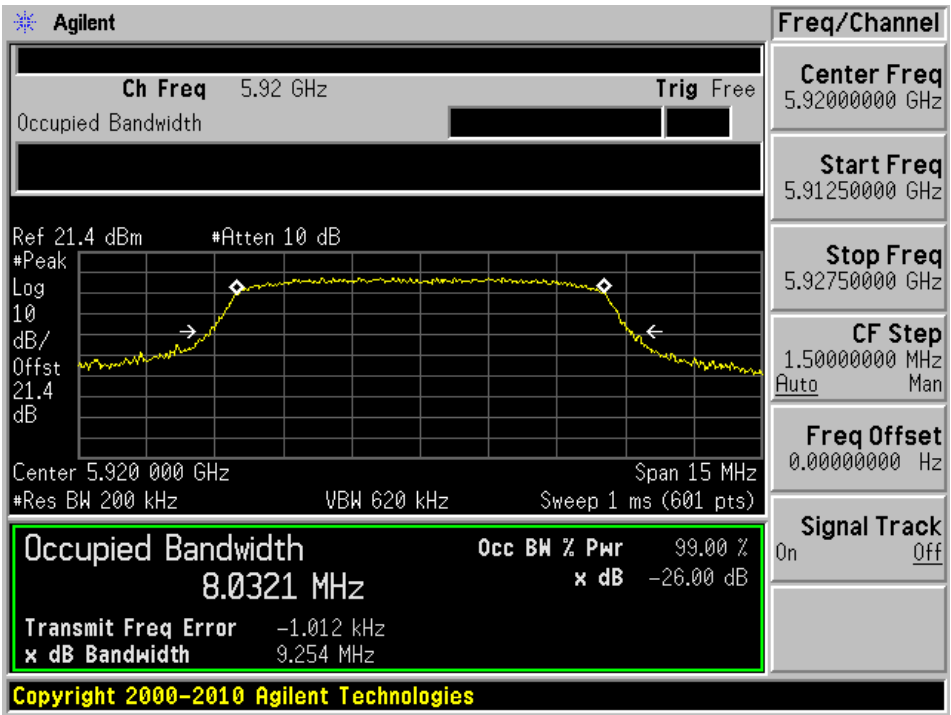 Agilent
Freq/Channel
Ch Freq 5.92 GHz Trig Free
Occupied Bandwidth
Center Freq
5.92000000 GHz
Start Freq
5.91250000 GHz
Stop Freq
5.92750000 GHz
CF Step
1.50000000 MHz
Auto Man
Freq Offset
0.00000000 Hz
Signal Track
On Off
Ref 21.4 dBm #Atten 10 dB
#Peak
Log
10
dB/
Offst
21.4
dB
Center 5.920 000 GHz Span 15 MHz
#Res BW 200 kHz VBW 620 kHz Sweep 1 ms (601 pts)
Occupied Bandwidth Occ BW % Pwr 99.00 %
8.0321 MHz x dB -26.00 dB
Transmit Freq Error -1.012 kHz
x dB Bandwidth 9.254 MHz
Copyright 2000-2010 Agilent Technologies